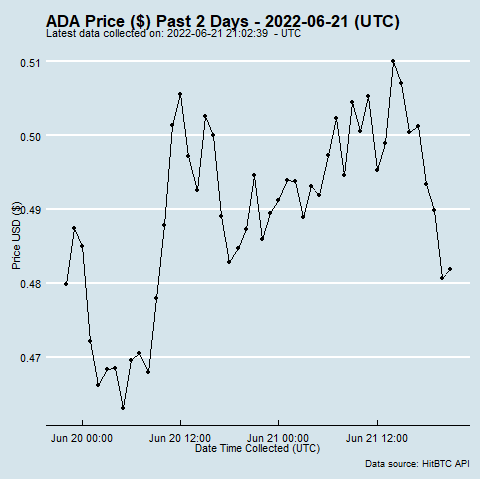 ADA Price ($) Past 2 Days - 2022-06-21 (UTC)
Latest data collected on: 2022-06-21 21:02:39 - UTC
0.51
0.50
0.49
0.48
0.47
Price USD ($)
Jun 20 00:00
Jun 20 12:00
Jun 21 00:00
Jun 21 12:00
Date Time Collected (UTC)
Data source: HitBTC API